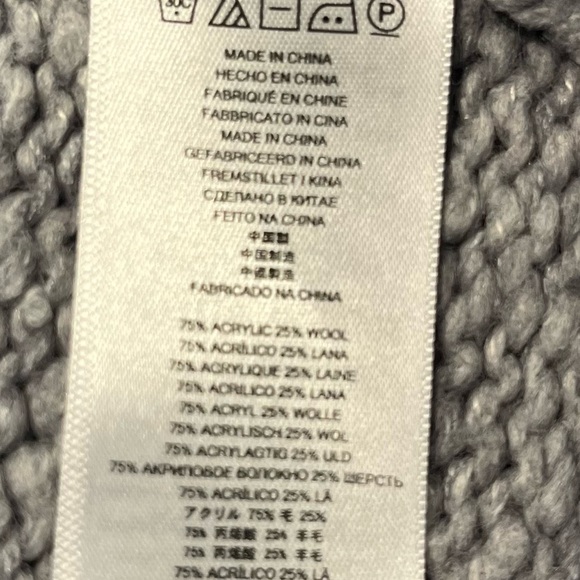 30C
P
MADE IN CHINA
HECHO EN CHINA
FABRIQUÉ EN CHINE
FABBRICATO IN CINA
MADE IN CHINA
GEFABRICEERD IN CHINA
FREMSTILLET I KINA
СДЕЛАНО В КИТАЕ
FEITO NA CHINA
中国製
中国制造
中國製造
FABRICADO NA CHINA
75% ACRYLIC 25% WOOL
75% ACRÍLICO 25% LANA
75% ACRYLIQUE 25% LAINE
75% ACRILICO 25% LANA
75% ACRYL 25% WOLLE
75% ACRYLISCH 25% WOL
75% ACRYLAGTIG 25% ULD
75% АКРИЛОВОЕ ВОЛОКНО 25% ШЕРСТЬ
75% ACRÍLICO 25% LÃ
アクリル 75% 毛 25%
75% 丙烯酸 25% 羊毛
75% 丙烯酸 25% 羊毛
75% ACRÍLICO 25% LÃ